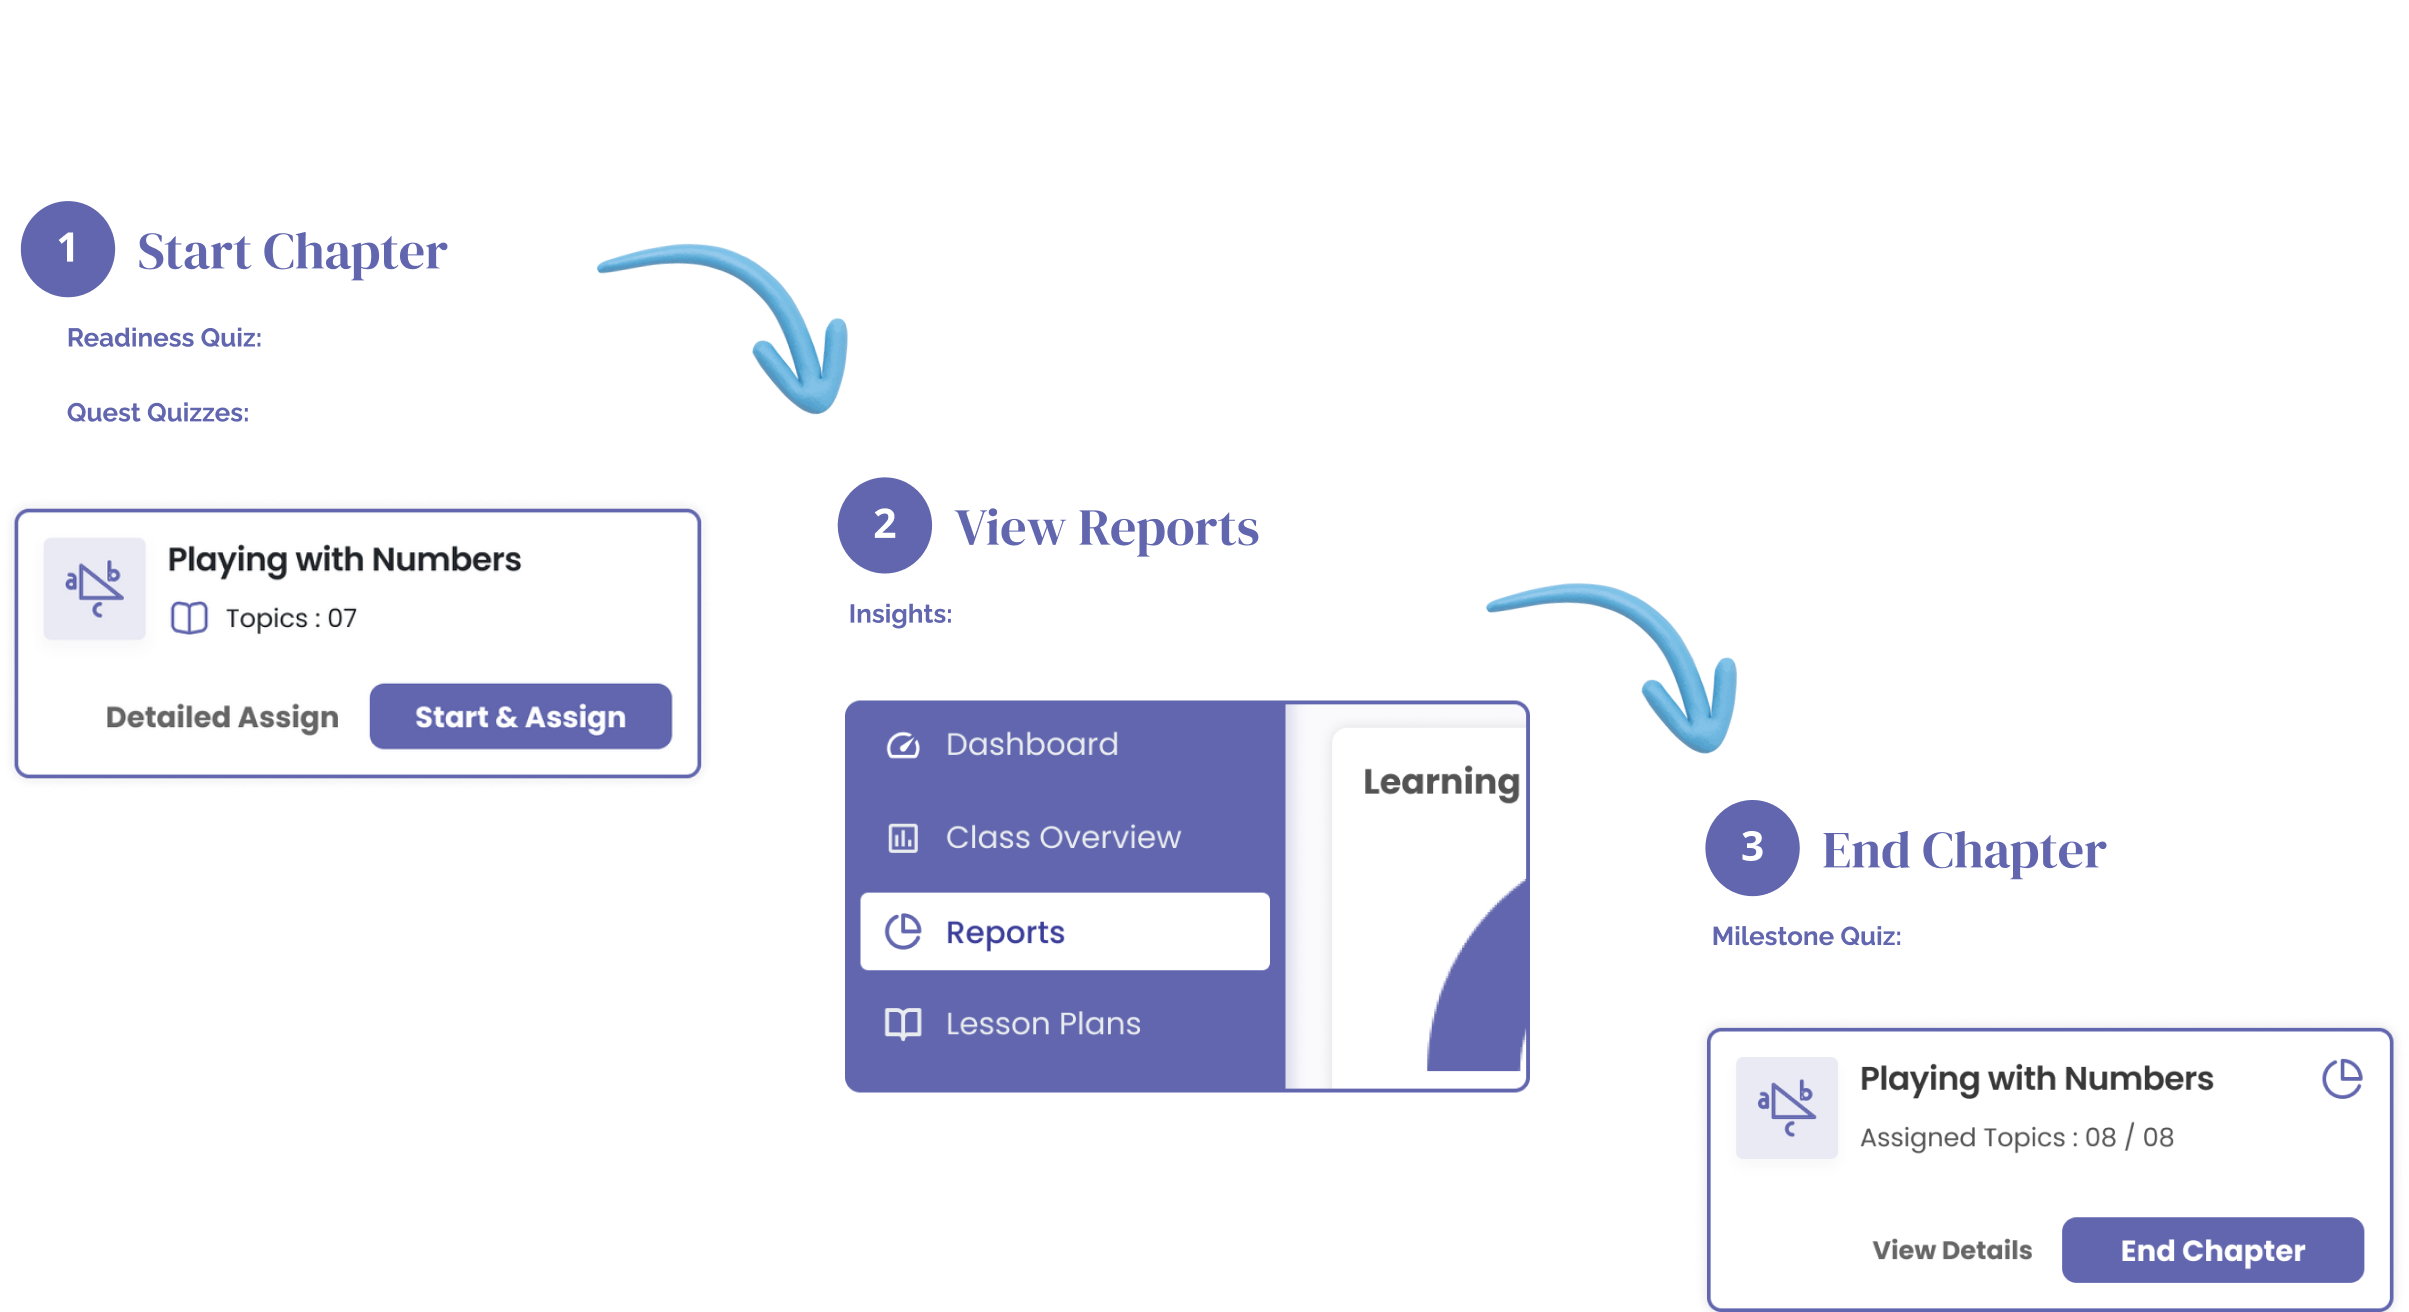 1
Start Chapter
Readiness Quiz:
Quest Quizzes:
a b c
Playing with Numbers
Topics : 07
Detailed Assign
Start & Assign
2
View Reports
Insights:
Dashboard
Class Overview
Reports
Lesson Plans
Learning
3
End Chapter
Milestone Quiz:
a b c
Playing with Numbers
Assigned Topics : 08 / 08
View Details
End Chapter